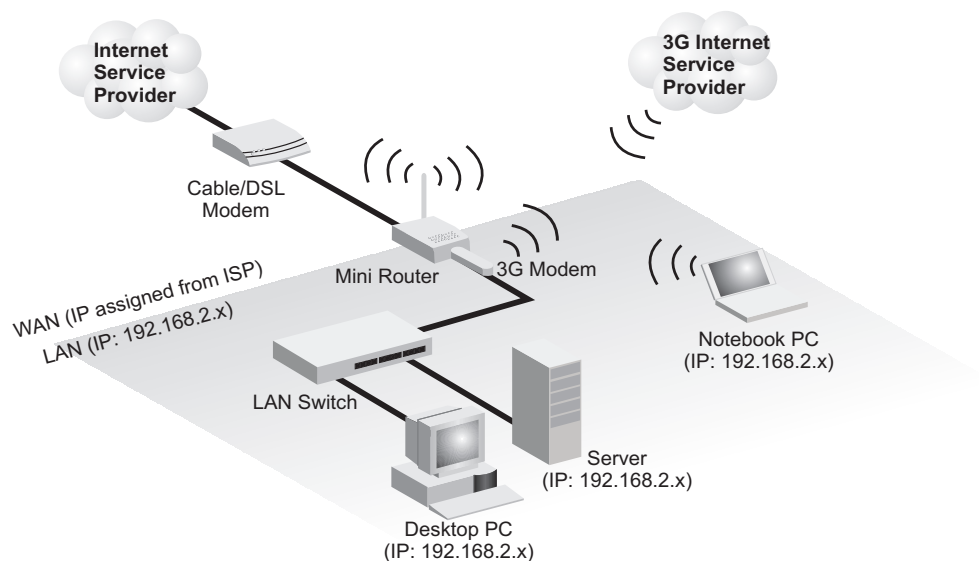 Internet
Service
Provider
3G Internet
Service
Provider
Cable/DSL
Modem
Mini Router
3G Modem
WAN (IP assigned from ISP)
LAN (IP: 192.168.2.x)
Notebook PC
(IP: 192.168.2.x)
LAN Switch
Server
(IP: 192.168.2.x)
Desktop PC
(IP: 192.168.2.x)